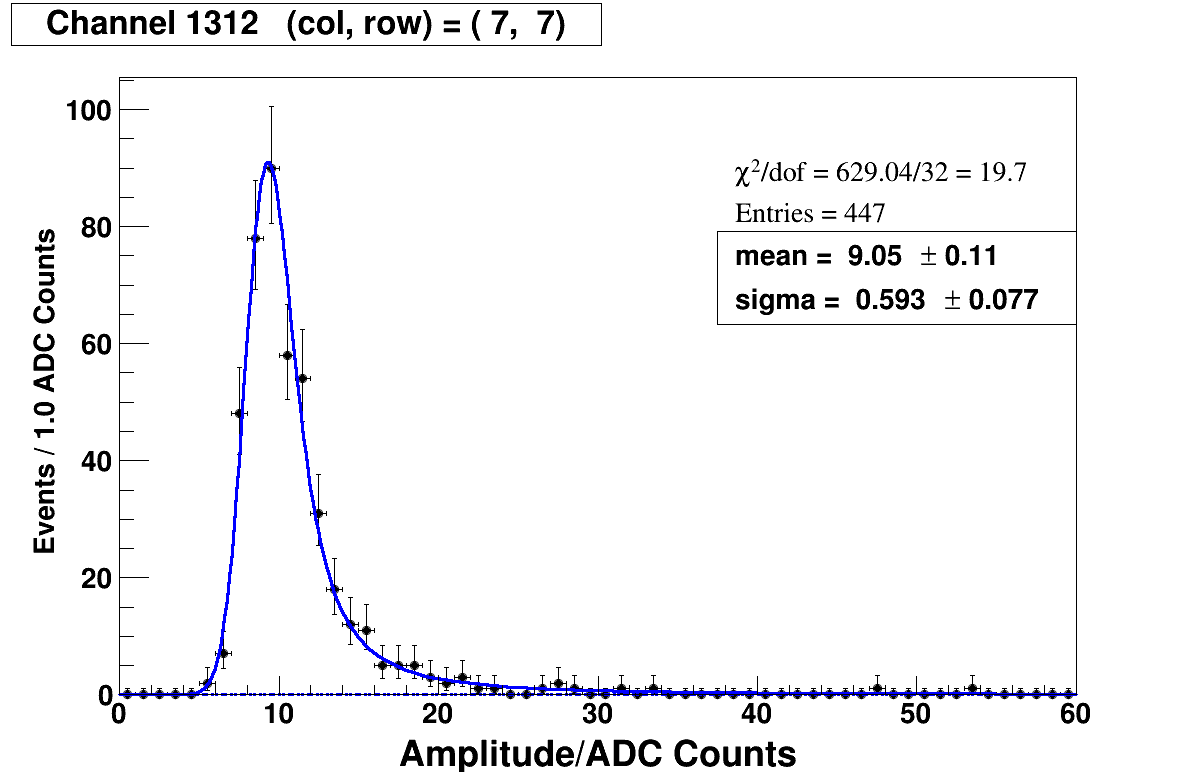 Channel 1312 (col, row) = ( 7, 7)
χ²/dof = 629.04/32 = 19.7
Entries = 447
mean = 9.05 ± 0.11
sigma = 0.593 ± 0.077
Events / 1.0 ADC Counts
100
80
60
40
20
0
0 10 20 30 40 50 60
Amplitude/ADC Counts